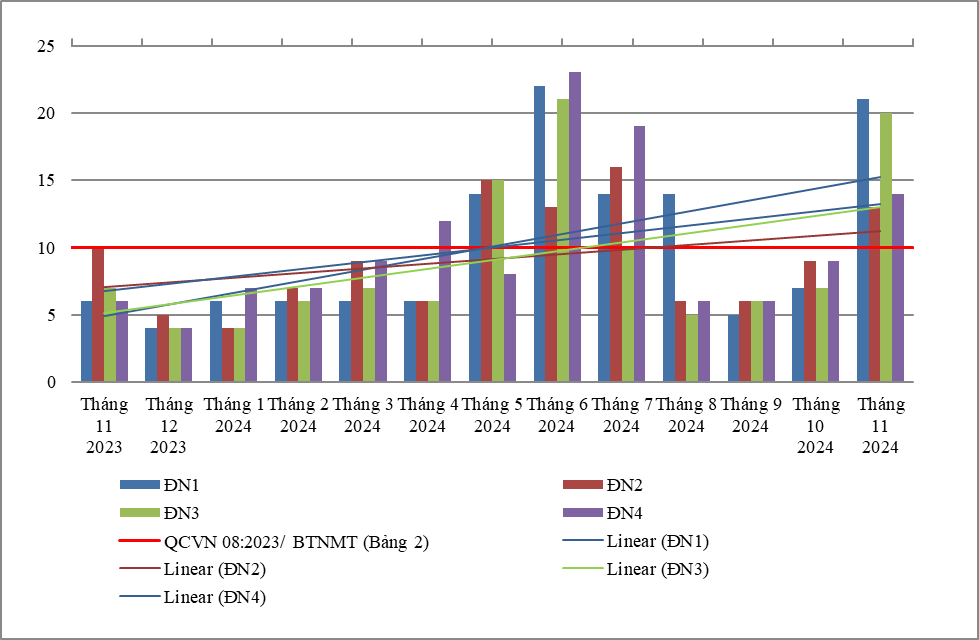 25
20
15
10
5
0
Tháng Tháng Tháng 1 Tháng 2 Tháng 3 Tháng 4 Tháng 5 Tháng 6 Tháng 7 Tháng 8 Tháng 9 Tháng Tháng
11 12 2024 2024 2024 2024 2024 2024 2024 2024 2024 10 11
2023 2023 2024 2024
ĐN1 ĐN2
ĐN3 ĐN4
QCVN 08:2023/ BTNMT (Bảng 2) Linear (ĐN1)
Linear (ĐN2) Linear (ĐN3)
Linear (ĐN4)